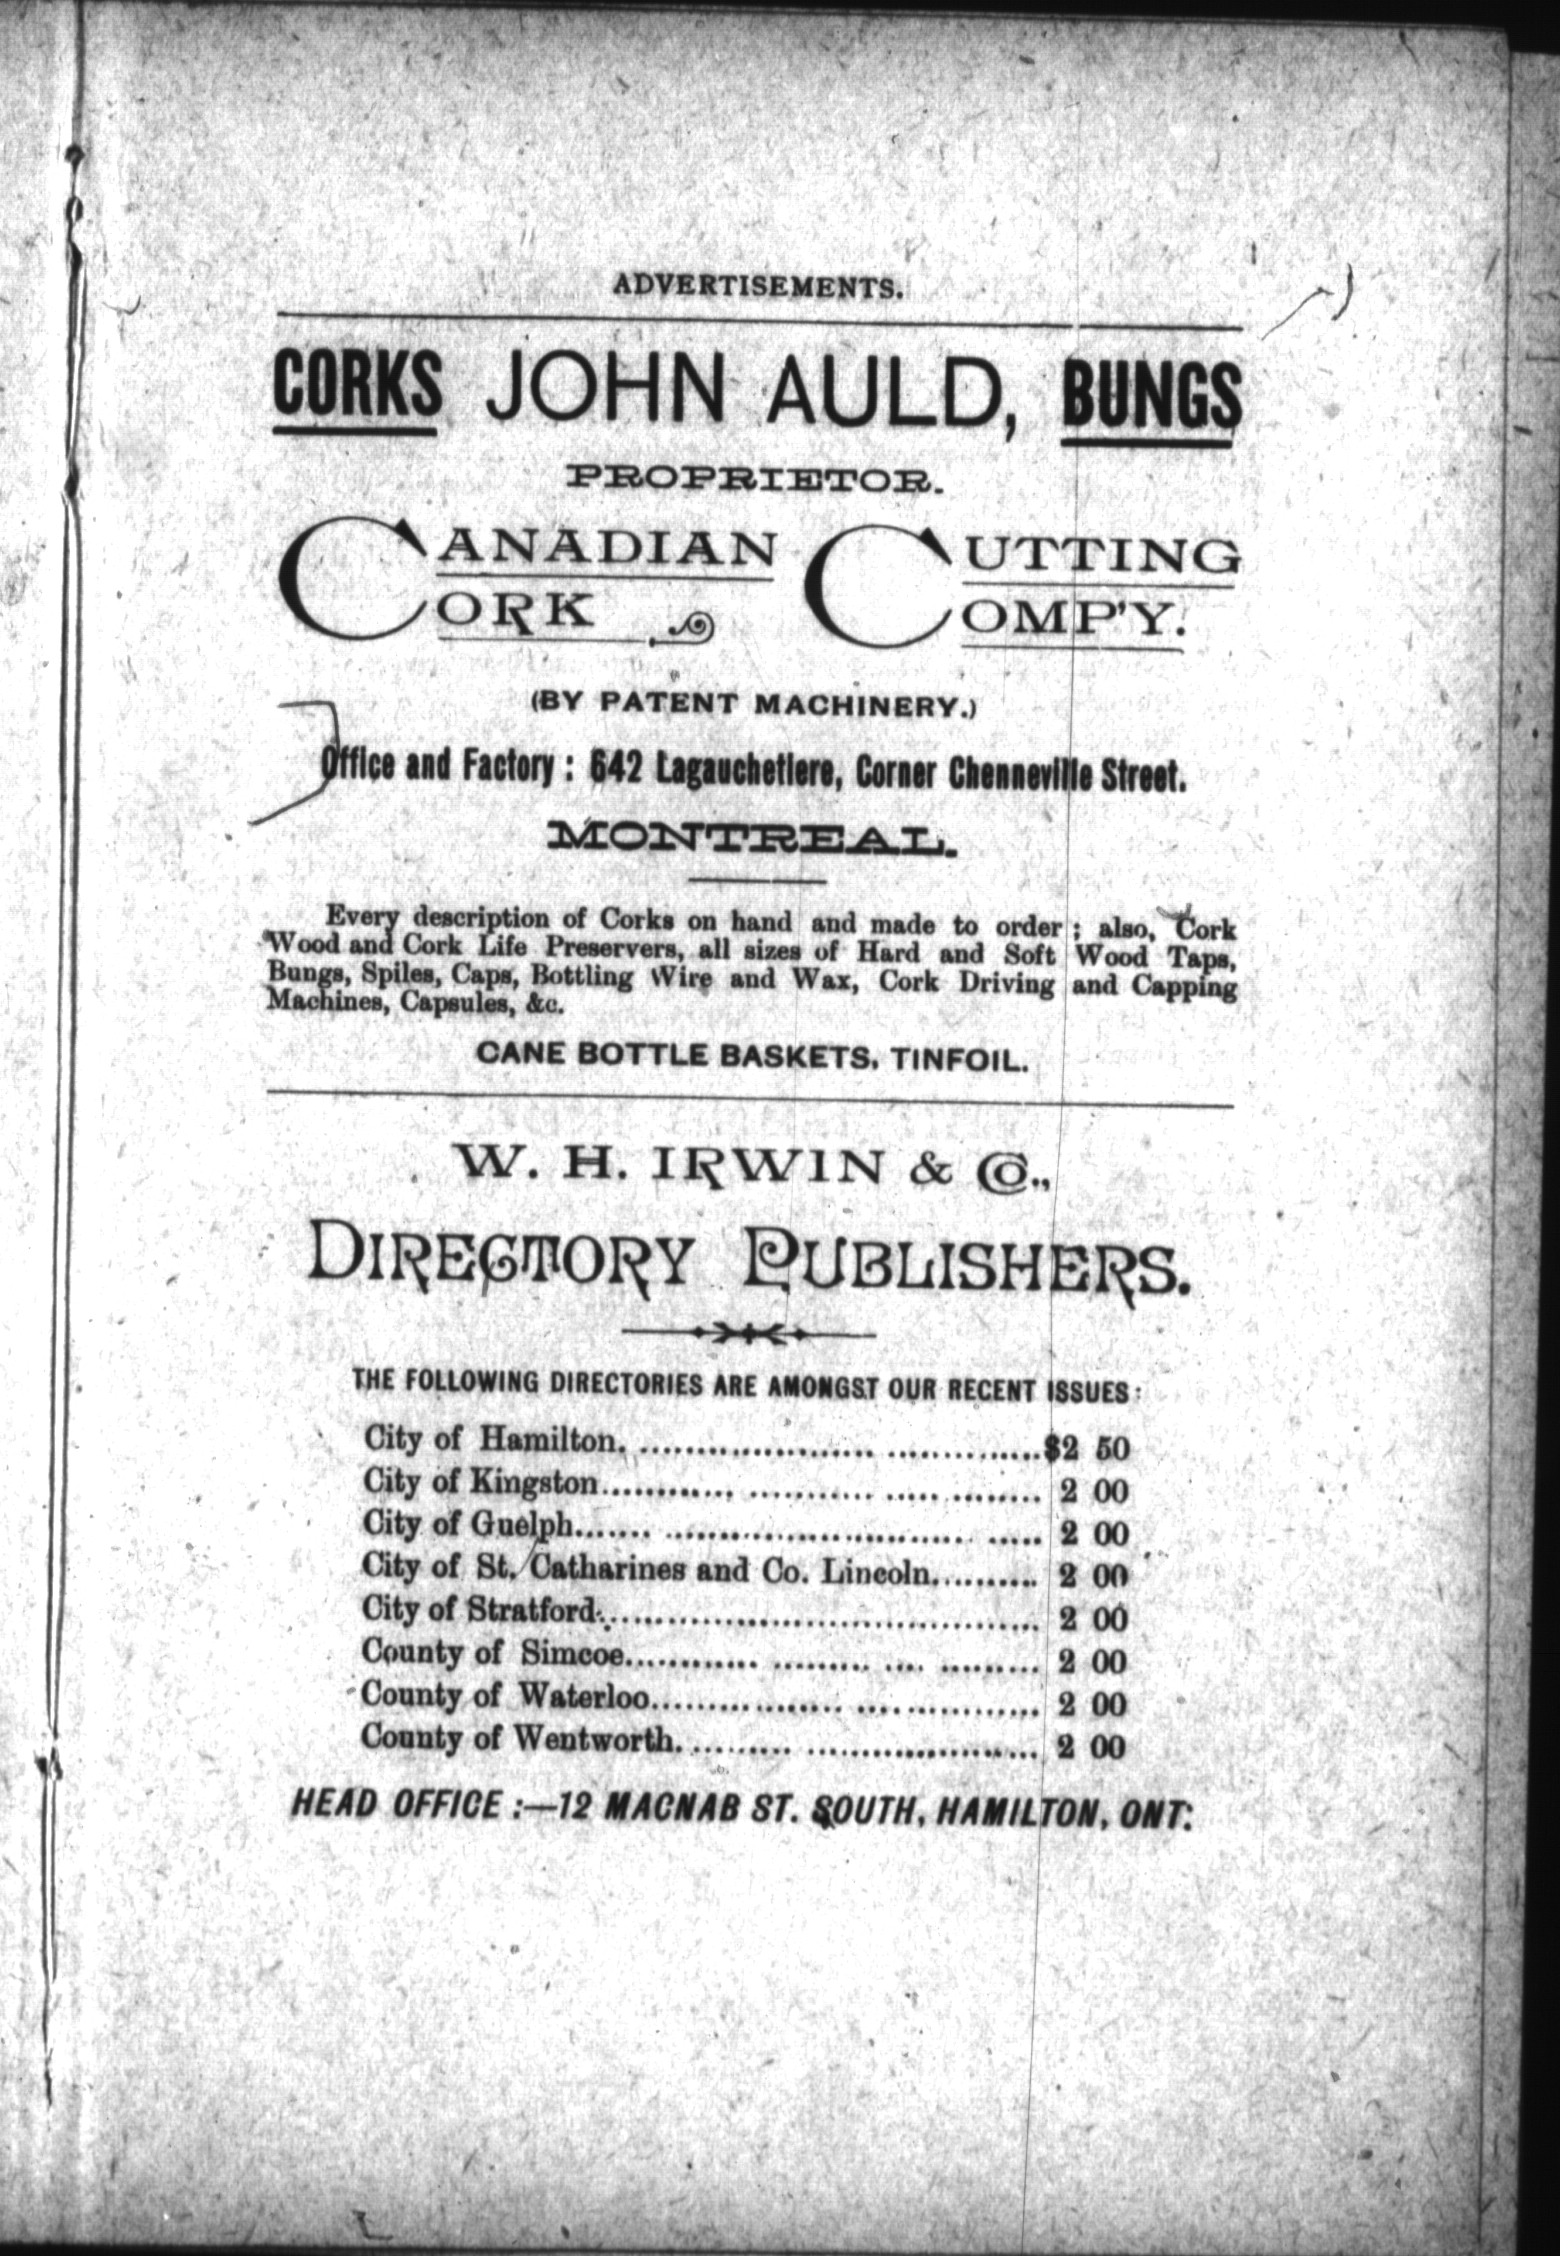 ADVERTISEMENTS.
CORKS JOHN AULD, BUNGS
PROPRIETOR.
CANADIAN CUTTING
CORK COMP'Y.
(BY PATENT MACHINERY.)
Office and Factory : 642 Lagauchetiere, Corner Chenneville Street.
MONTREAL.
Every description of Corks on hand and made to order ; also, Cork
Wood and Cork Life Preservers, all sizes of Hard and Soft Wood Taps,
Bungs, Spiles, Caps, Bottling Wire and Wax, Cork Driving and Capping
Machines, Capsules, &c.
CANE BOTTLE BASKETS, TINFOIL.
W. H. IRWIN & CO.,
DIRECTORY PUBLISHERS.
THE FOLLOWING DIRECTORIES ARE AMONGST OUR RECENT ISSUES:
City of Hamilton. .................................... $2 50
City of Kingston..................................... 2 00
City of Guelph....................................... 2 00
City of St. Catharines and Co. Lincoln.......... 2 00
City of Stratford...................................... 2 00
County of Simcoe................................... 2 00
County of Waterloo................................. 2 00
County of Wentworth............................... 2 00
HEAD OFFICE :—12 MACNAB ST. SOUTH, HAMILTON, ONT.